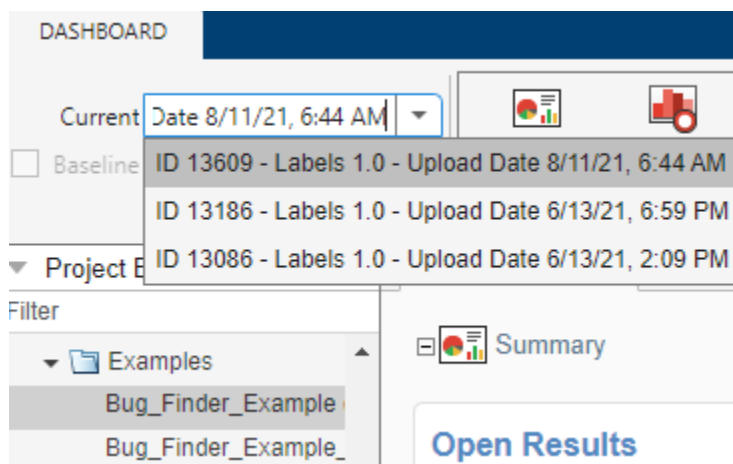 DASHBOARD
Current Date 8/11/21, 6:44 AM
Baseline
ID 13609 - Labels 1.0 - Upload Date 8/11/21, 6:44 AM
ID 13186 - Labels 1.0 - Upload Date 6/13/21, 6:59 PM
ID 13086 - Labels 1.0 - Upload Date 6/13/21, 2:09 PM
Project E
Filter
Examples
Summary
Bug_Finder_Example
Bug_Finder_Example_
Open Results